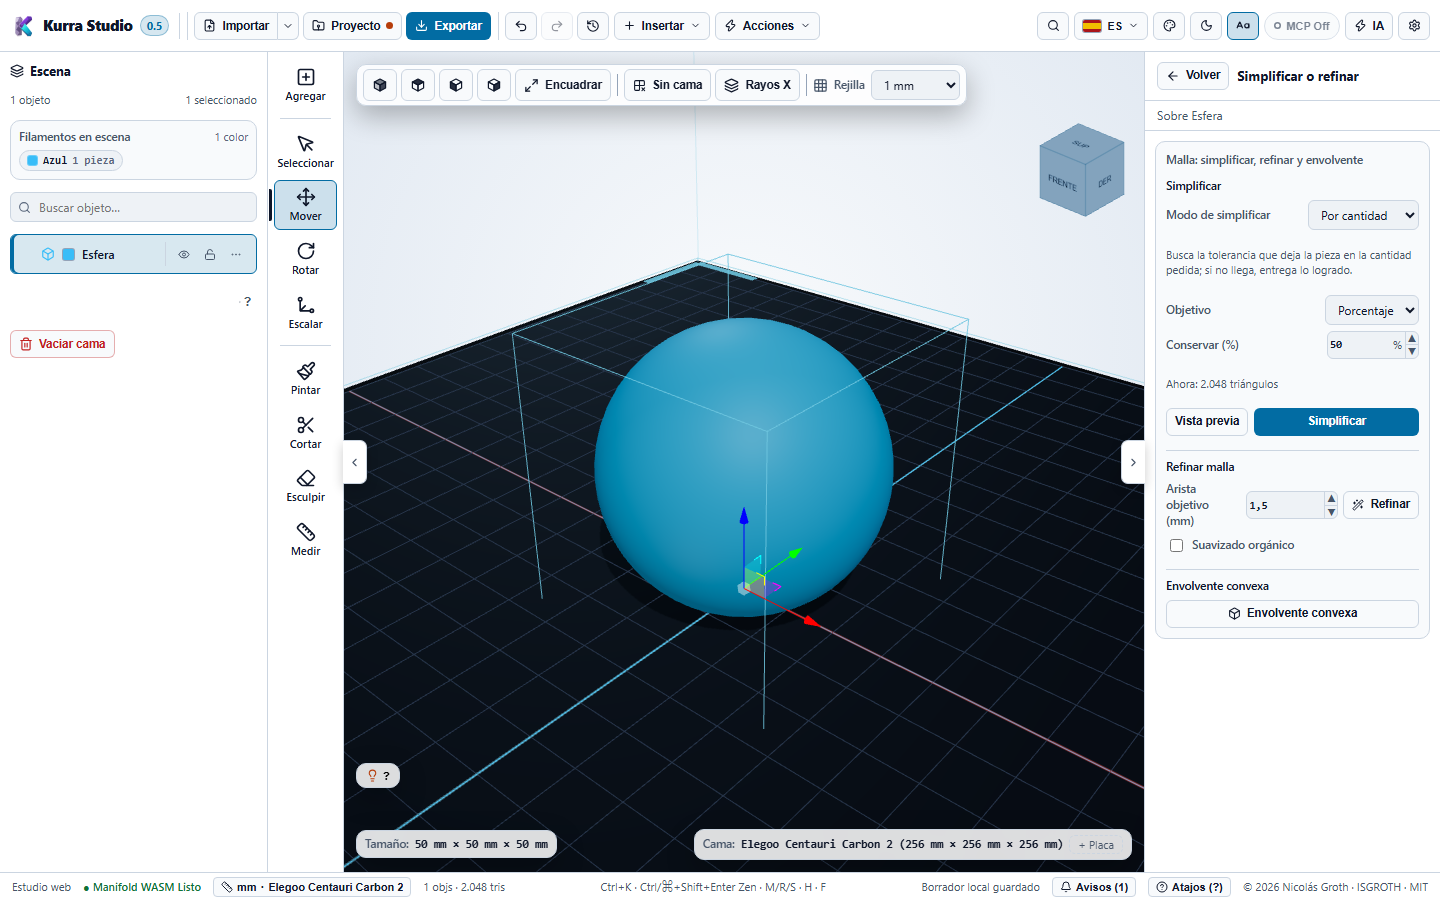 Kurra Studio 0.5
Importar
Proyecto
Exportar
Insertar
Acciones
ES
Aa
MCP Off
IA
Escena
1 objeto 1 seleccionado
Filamentos en escena 1 color
Azul 1 pieza
Buscar objeto...
Esfera
?
Vaciar cama
Agregar
Seleccionar
Mover
Rotar
Escalar
Pintar
Cortar
Esculpir
Medir
Encuadrar
Sin cama
Rayos X
Rejilla
1 mm
SUP
FRENTE
DER
?
Tamaño: 50 mm × 50 mm × 50 mm
Cama: Elegoo Centauri Carbon 2 (256 mm × 256 mm × 256 mm) + Placa
Volver
Simplificar o refinar
Sobre Esfera
Malla: simplificar, refinar y envolvente
Simplificar
Modo de simplificar Por cantidad
Busca la tolerancia que deja la pieza en la cantidad
pedida; si no llega, entrega lo logrado.
Objetivo Porcentaje
Conservar (%) 50 %
Ahora: 2.048 triángulos
Vista previa
Simplificar
Refinar malla
Arista
objetivo
(mm)
1,5
Refinar
Suavizado orgánico
Envolvente convexa
Envolvente convexa
Estudio web
Manifold WASM Listo
mm · Elegoo Centauri Carbon 2
1 objs · 2.048 tris
Ctrl+K · Ctrl/⌘+Shift+Enter Zen · M/R/S · H · F
Borrador local guardado
Avisos (1)
Atajos (?)
© 2026 Nicolás Groth · ISGROTH · MIT